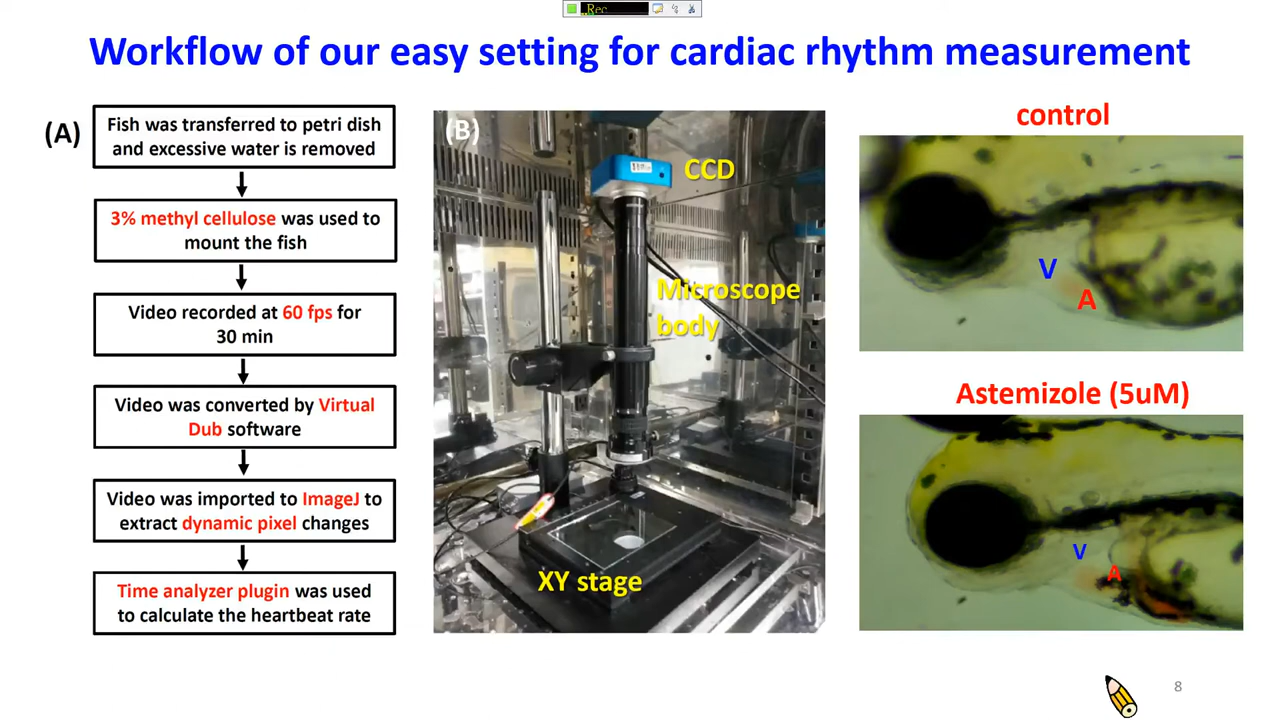 Rec
Workflow of our easy setting for cardiac rhythm measurement
(A)
Fish was transferred to petri dish
and excessive water is removed
3% methyl cellulose was used to
mount the fish
Video recorded at 60 fps for
30 min
Video was converted by Virtual
Dub software
Video was imported to ImageJ to
extract dynamic pixel changes
Time analyzer plugin was used
to calculate the heartbeat rate
(B)
CCD
Microscope
body
XY stage
control
V
A
Astemizole (5uM)
V
A
8